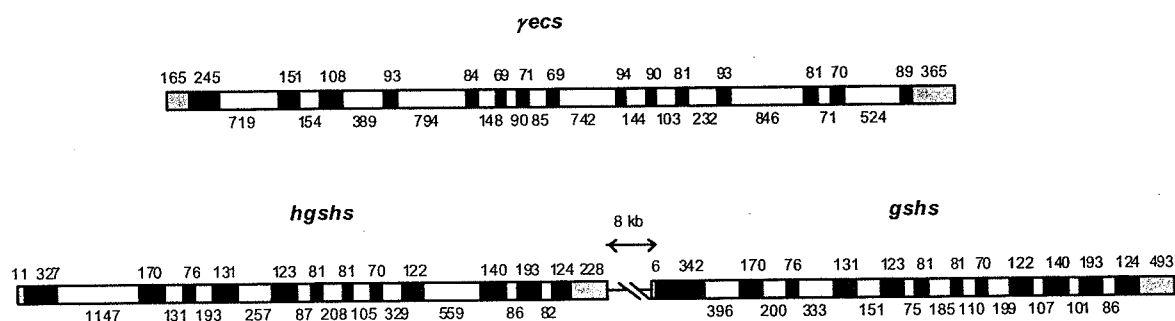 γecs
165 245 151 108 93 84 69 71 69 94 90 81 93 81 70 89 365
719 154 389 794 148 90 85 742 144 103 232 846 71 524
hgshs
gshs
8 kb
11 327 170 76 131 123 81 81 70 122 140 193 124 228 6 342 170 76 131 123 81 81 70 122 140 193 124 493
1147 131 193 257 87 208 105 329 559 86 82 396 200 333 151 75 185 110 199 107 101 86